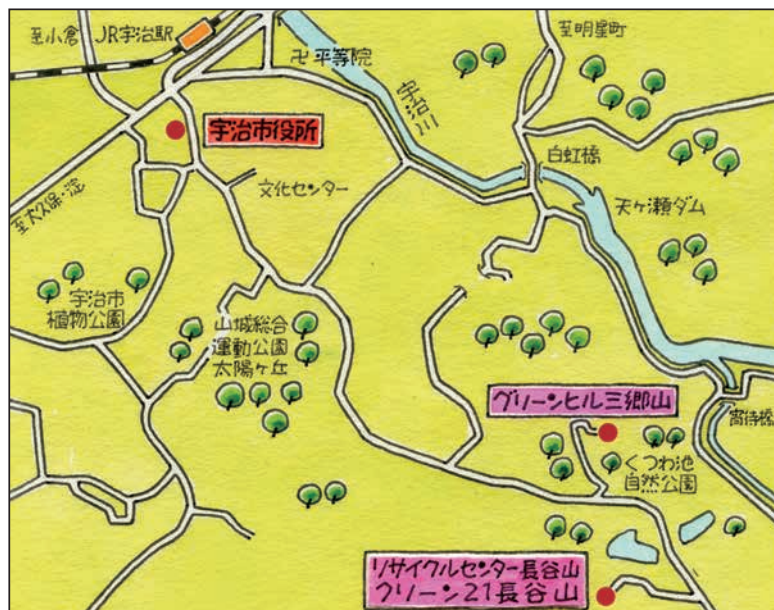 至小倉
JR宇治駅
卍平等院
宇治川
至明星町
宇治市役所
白虹橋
文化センター
天ヶ瀬ダム
至大久保・淀
宇治市
植物公園
山城総合
運動公園
太陽ヶ丘
グリーンヒル三郷山
宵待橋
くつわ池
自然公園
リサイクルセンター長谷山
クリーン21長谷山